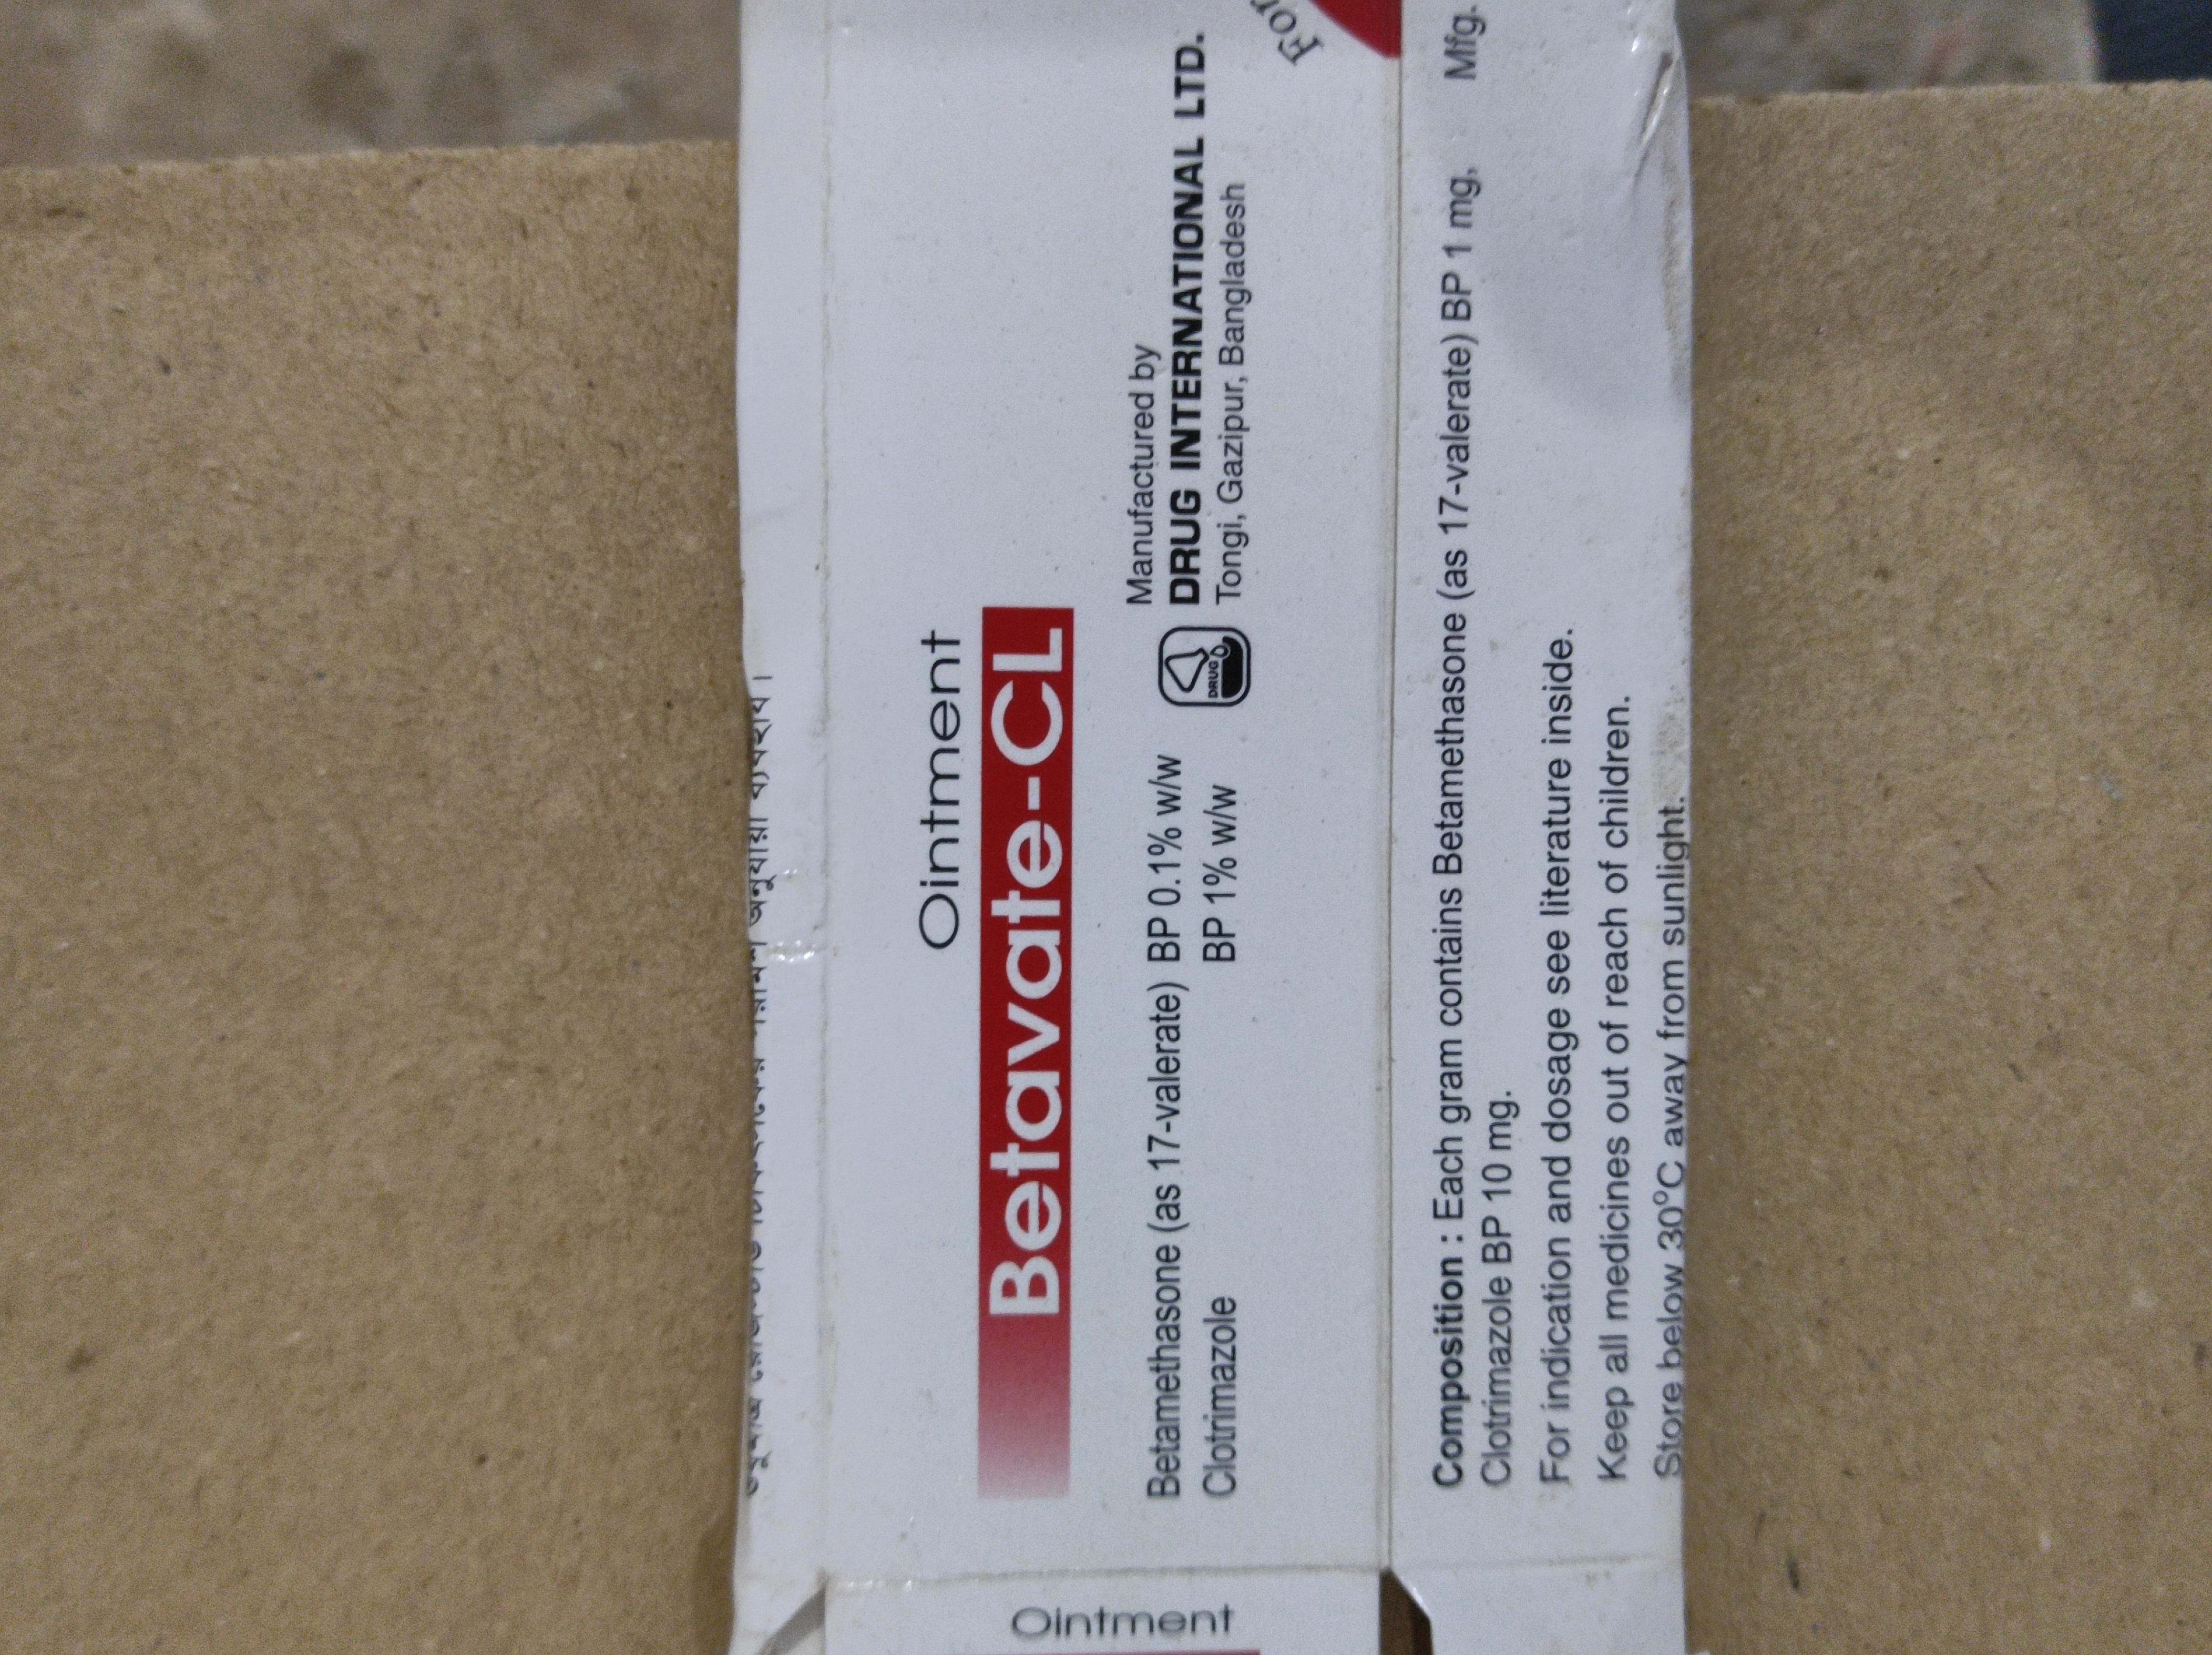 পরামর্শ অনুযায়ী ব্যবহার্য।
Ointment
Betavate-CL
Betamethasone (as 17-valerate) BP 0.1% w/w
Clotrimazole BP 1% w/w
DRUG
Manufactured by
DRUG INTERNATIONAL LTD.
Tongi, Gazipur, Bangladesh
For
Ointment
Composition : Each gram contains Betamethasone (as 17-valerate) BP 1 mg,
Clotrimazole BP 10 mg.
Mfg.
For indication and dosage see literature inside.
Keep all medicines out of reach of children.
Store below 30°C away from sunlight.